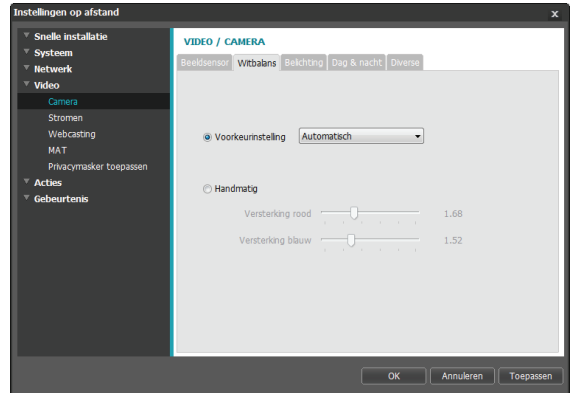 Instellingen op afstand x
Snelle installatie
Systeem
Netwerk
Video
Camera
Stromen
Webcasting
MAT
Privacymasker toepassen
Acties
Gebeurtenis
VIDEO / CAMERA
Beeldsensor Witbalans Belichting Dag & nacht Diverse
Voorkeurinstelling Automatisch
Handmatig
Versterking rood 1.68
Versterking blauw 1.52
OK Annuleren Toepassen